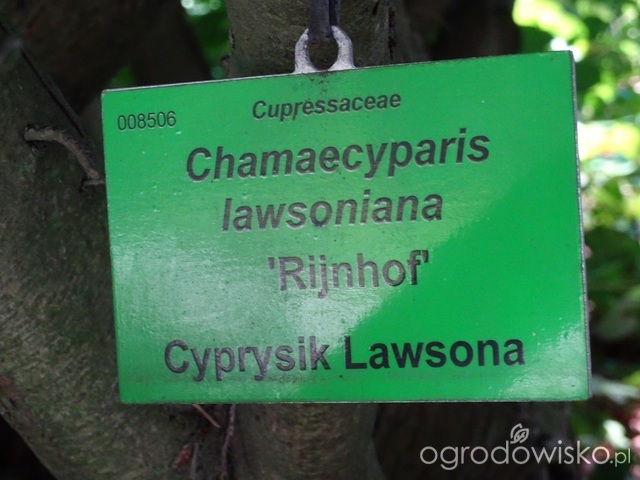 008506
Cupressaceae
Chamaecyparis
lawsoniana
'Rijnhof'
Cyprysik Lawsona
ogrodowisko.pl